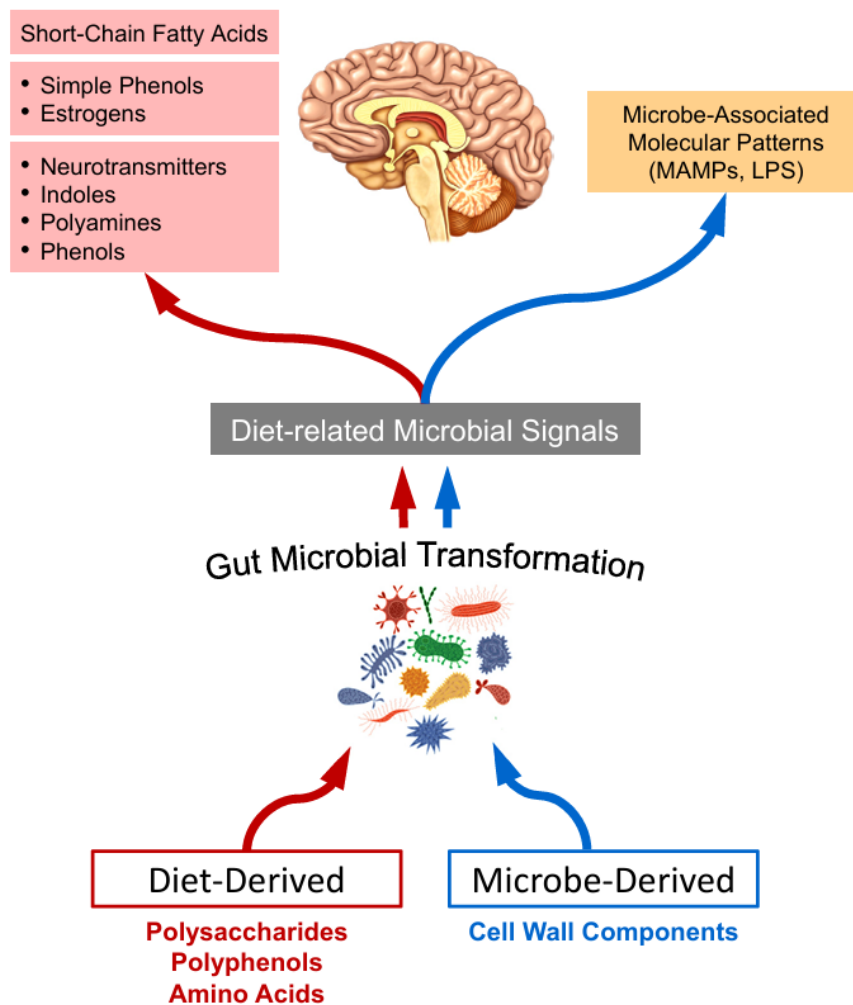 Short-Chain Fatty Acids
• Simple Phenols
• Estrogens
• Neurotransmitters
• Indoles
• Polyamines
• Phenols
Microbe-Associated
Molecular Patterns
(MAMPs, LPS)
Diet-related Microbial Signals
Gut Microbial Transformation
Diet-Derived
Polysaccharides
Polyphenols
Amino Acids
Microbe-Derived
Cell Wall Components